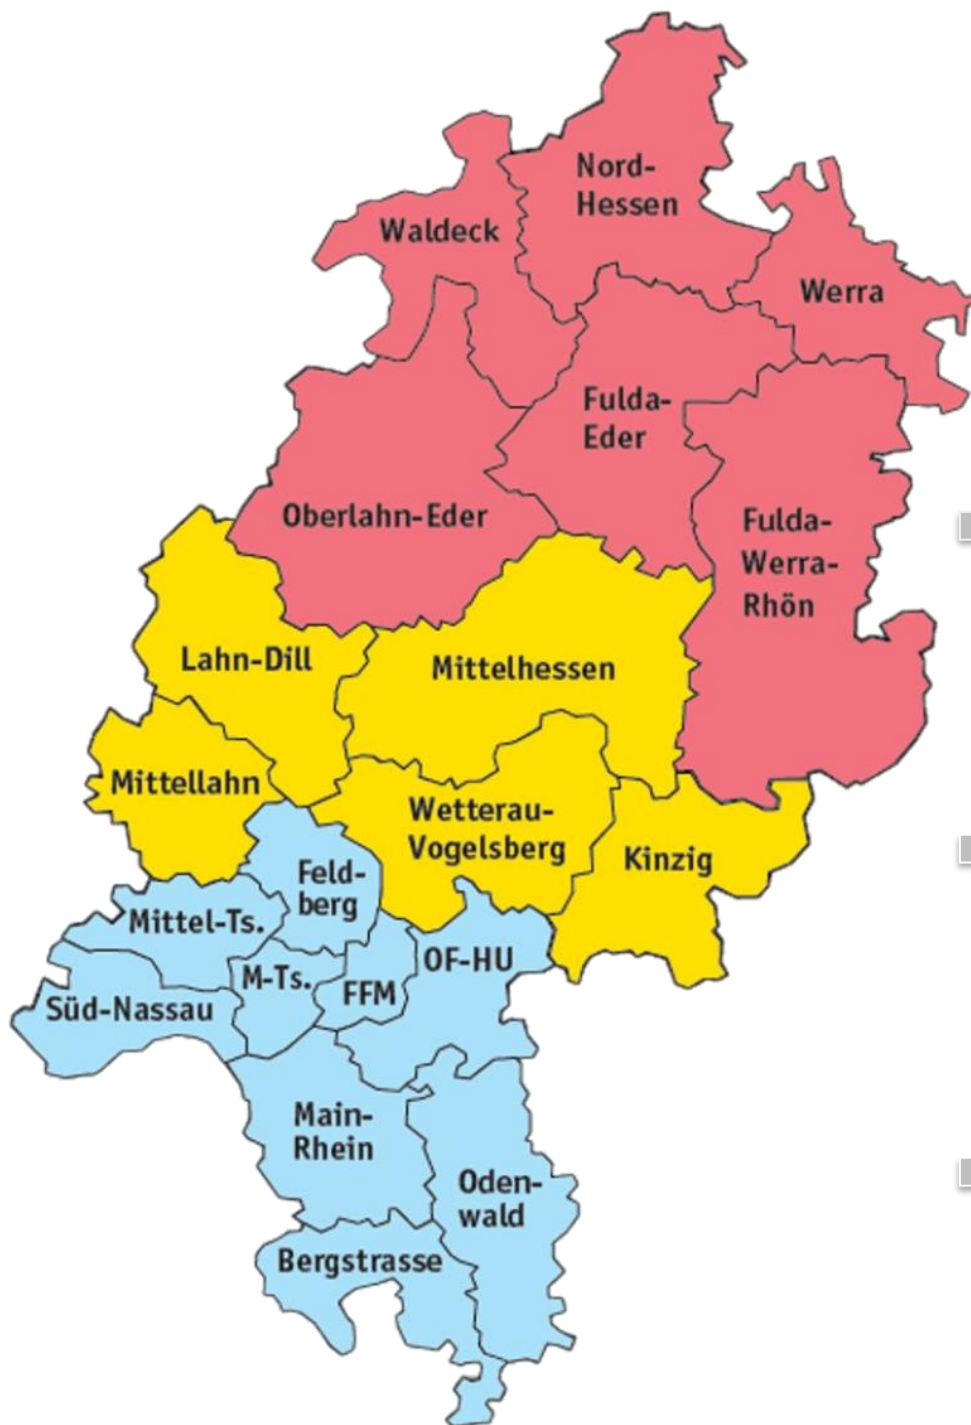 Nord-
Hessen
Waldeck
Werra
Fulda-
Eder
Oberlahn-Eder
Fulda-
Werra-
Rhön
Lahn-Dill
Mittelhessen
Mittellahn
Wetterau-
Vogelsberg
Kinzig
Feld-
berg
Mittel-Ts.
OF-HU
M-Ts.
FFM
Süd-Nassau
Main-
Rhein
Oden-
wald
Bergstrasse